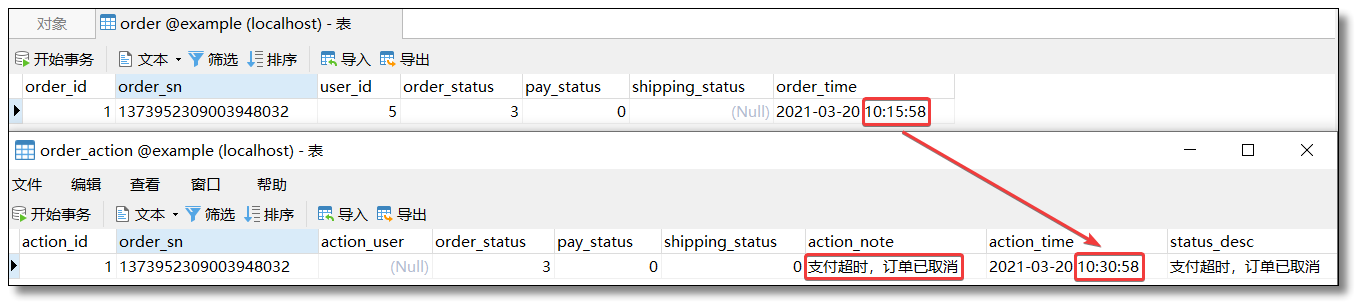 对象 order @example (localhost) - 表
开始事务 文本 筛选 排序 导入 导出
order_id order_sn user_id order_status pay_status shipping_status order_time
1 1373952309003948032 5 3 0 (Null) 2021-03-20 10:15:58
order_action @example (localhost) - 表
文件 编辑 查看 窗口 帮助
开始事务 文本 筛选 排序 导入 导出
action_id order_sn action_user order_status pay_status shipping_status action_note action_time status_desc
1 1373952309003948032 (Null) 3 0 0 支付超时，订单已取消 2021-03-20 10:30:58 支付超时，订单已取消